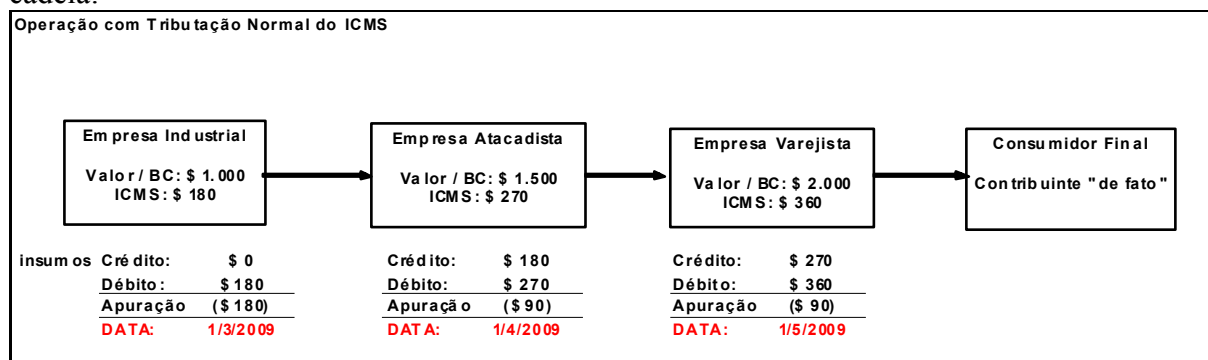 Operação com Tributação Normal do ICMS
Empresa Industrial
Valor / BC: $ 1.000
ICMS: $ 180
Empresa Atacadista
Valor / BC: $ 1.500
ICMS: $ 270
Empresa Varejista
Valor / BC: $ 2.000
ICMS: $ 360
Consumidor Final
Contribuinte "de fato"
insumos Crédito: $ 0
Débito: $ 180
Apuração ($ 180)
DATA: 1/3/2009
Crédito: $ 180
Débito: $ 270
Apuração ($ 90)
DATA: 1/4/2009
Crédito: $ 270
Débito: $ 360
Apuração ($ 90)
DATA: 1/5/2009